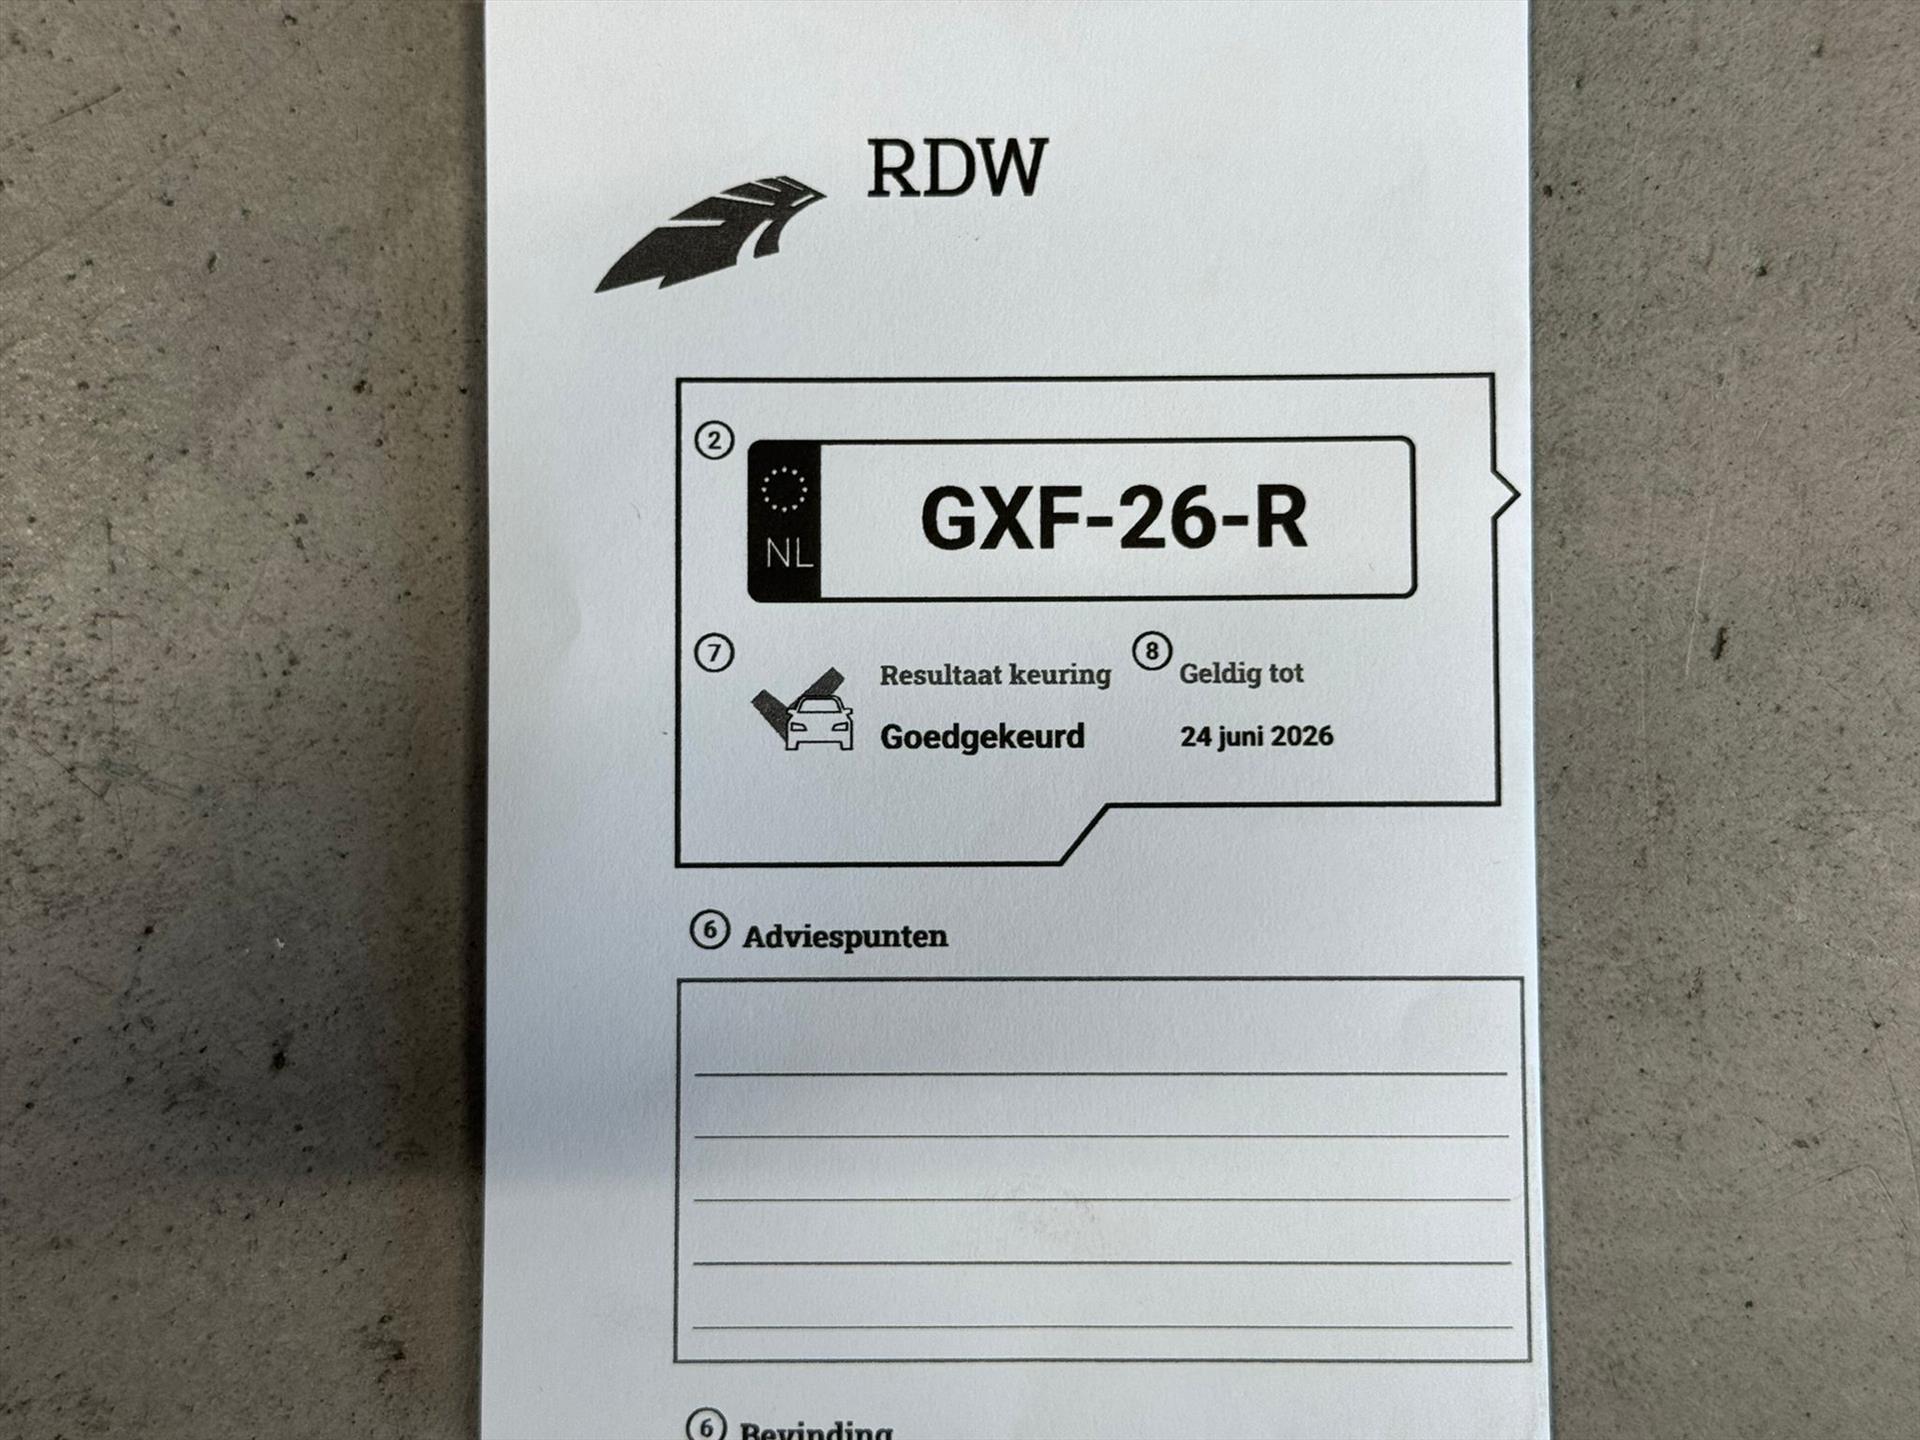 RDW
2
NL
GXF-26-R
7
Resultaat keuring
8
Geldig tot
Goedgekeurd
24 juni 2026
6 Adviespunten
6 Bevinding